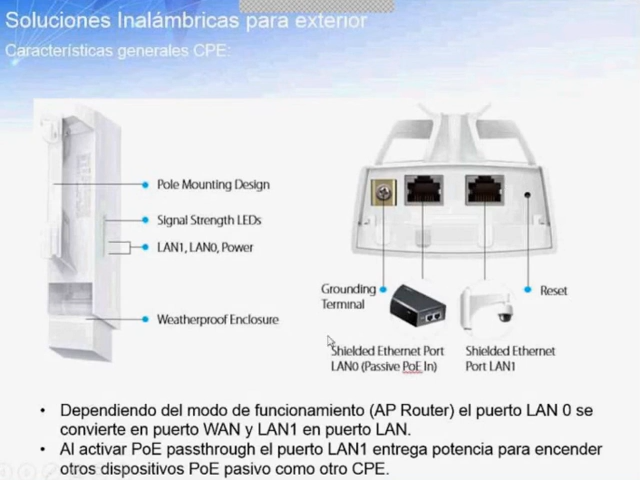 Soluciones Inalámbricas para exterior
Características generales CPE:
Pole Mounting Design
Signal Strength LEDs
LAN1, LAN0, Power
Weatherproof Enclosure
Grounding
Terminal
Reset
Shielded Ethernet Port
LAN0 (Passive PoE In)
Shielded Ethernet
Port LAN1
• Dependiendo del modo de funcionamiento (AP Router) el puerto LAN 0 se
convierte en puerto WAN y LAN1 en puerto LAN.
• Al activar PoE passthrough el puerto LAN1 entrega potencia para encender
otros dispositivos PoE pasivo como otro CPE.